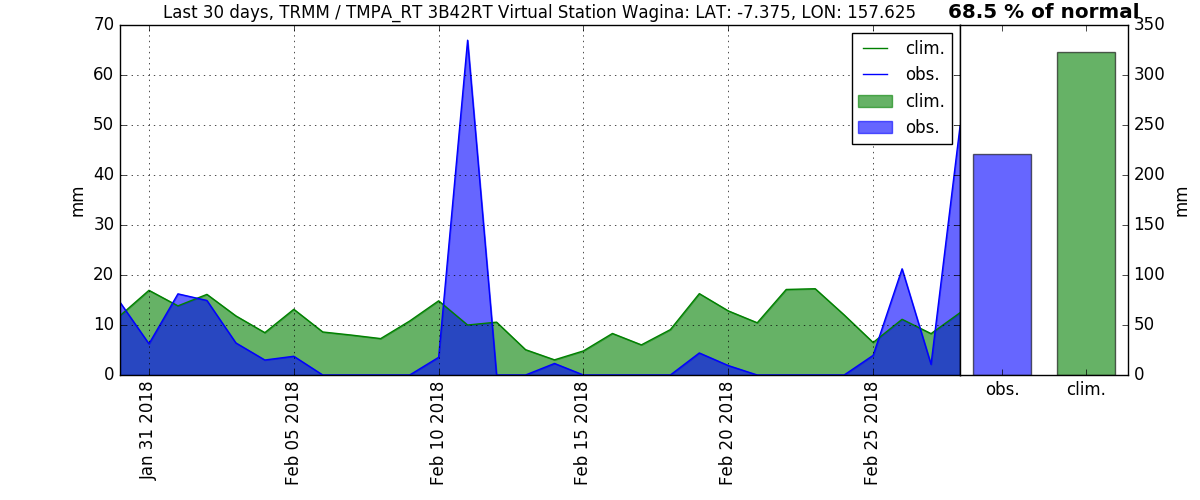 Last 30 days, TRMM / TMPA_RT 3B42RT Virtual Station Wagina: LAT: -7.375, LON: 157.625
68.5 % of normal
70
60
50
40
30
20
10
0
mm
clim.
obs.
clim.
obs.
350
300
250
200
150
100
50
0
mm
Jan 31 2018
Feb 05 2018
Feb 10 2018
Feb 15 2018
Feb 20 2018
Feb 25 2018
obs.
clim.